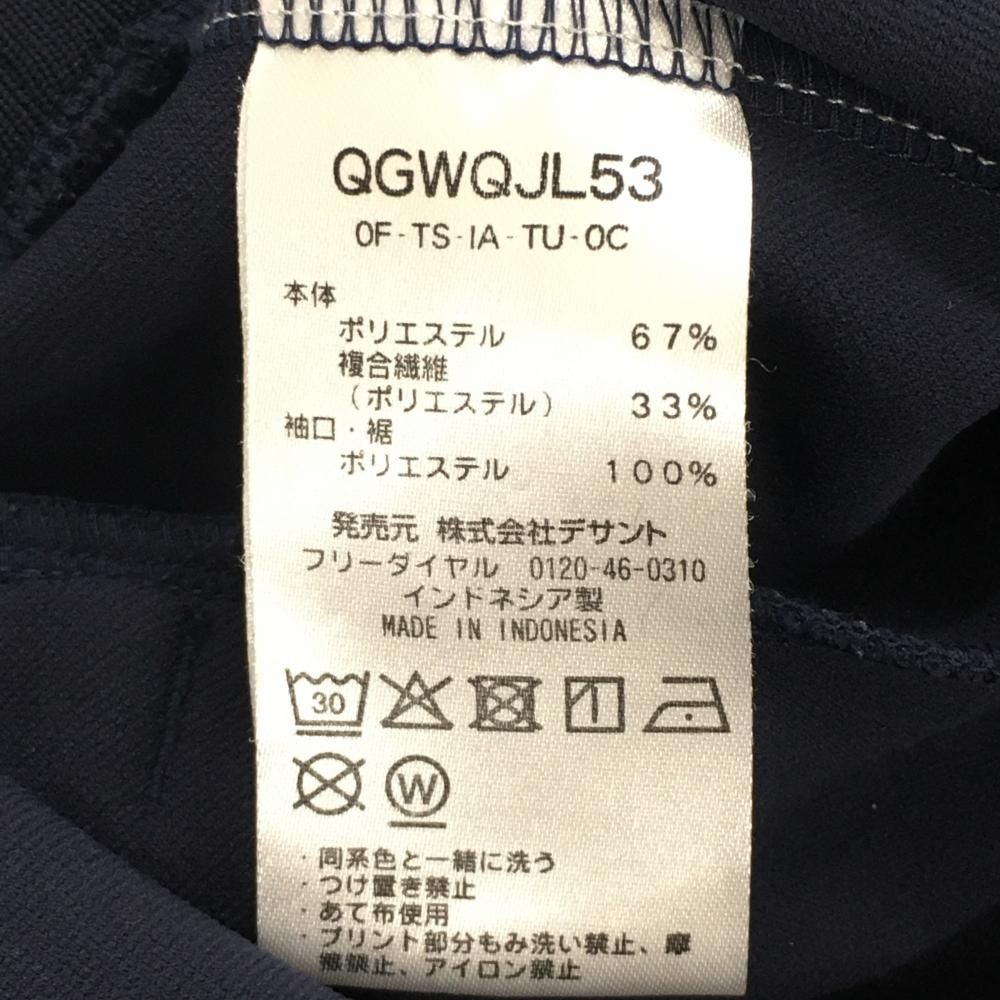 QGWQJL53
OF-TS-IA-TU-OC
本体
ポリエステル 67%
複合繊維
(ポリエステル) 33%
袖口・裾
ポリエステル 100%
発売元 株式会社デサント
フリーダイヤル 0120-46-0310
インドネシア製
MADE IN INDONESIA
30
W
・同系色と一緒に洗う
・つけ置き禁止
・あて布使用
・プリント部分もみ洗い禁止、摩
擦禁止、アイロン禁止